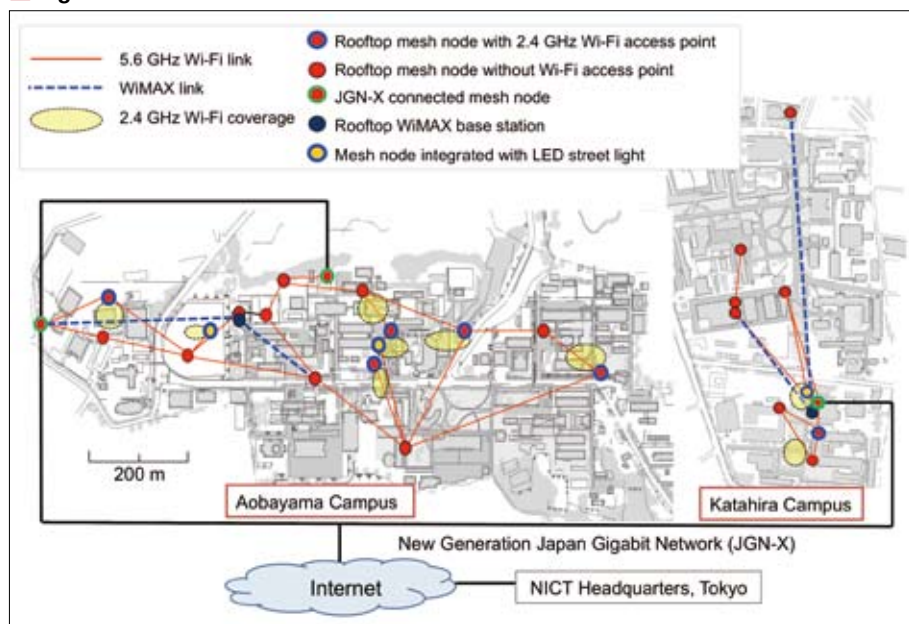 5.6 GHz Wi-Fi link
WiMAX link
2.4 GHz Wi-Fi coverage
Rooftop mesh node with 2.4 GHz Wi-Fi access point
Rooftop mesh node without Wi-Fi access point
JGN-X connected mesh node
Rooftop WiMAX base station
Mesh node integrated with LED street light
200 m
Aobayama Campus
Katahira Campus
New Generation Japan Gigabit Network (JGN-X)
Internet
NICT Headquarters, Tokyo